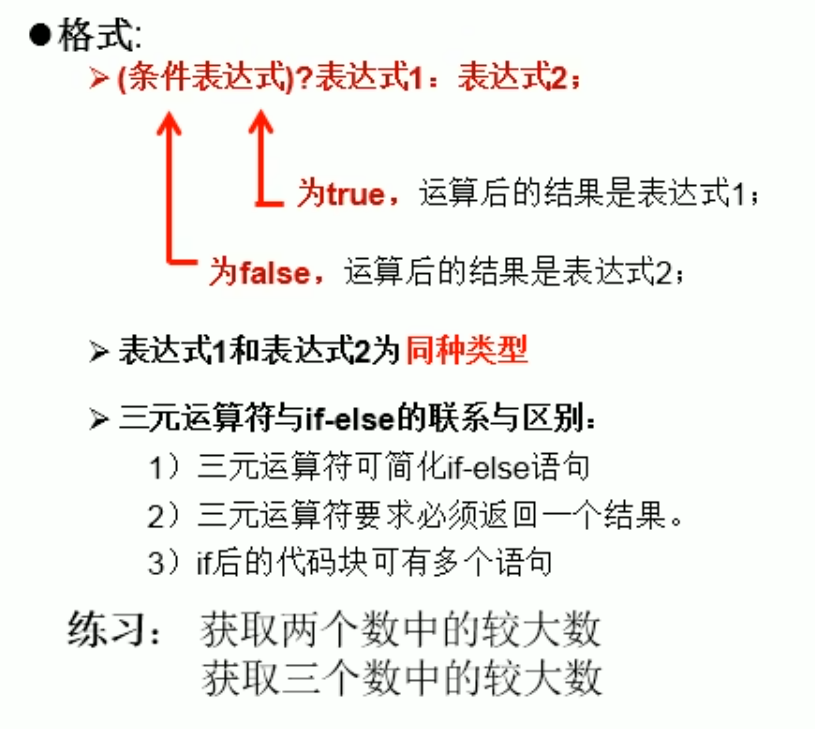 ●格式:
➢(条件表达式)?表达式1：表达式2；
为true，运算后的结果是表达式1；
为false，运算后的结果是表达式2；
➢表达式1和表达式2为同种类型
➢三元运算符与if-else的联系与区别：
1）三元运算符可简化if-else语句
2）三元运算符要求必须返回一个结果。
3）if后的代码块可有多个语句
练习： 获取两个数中的较大数
获取三个数中的较大数